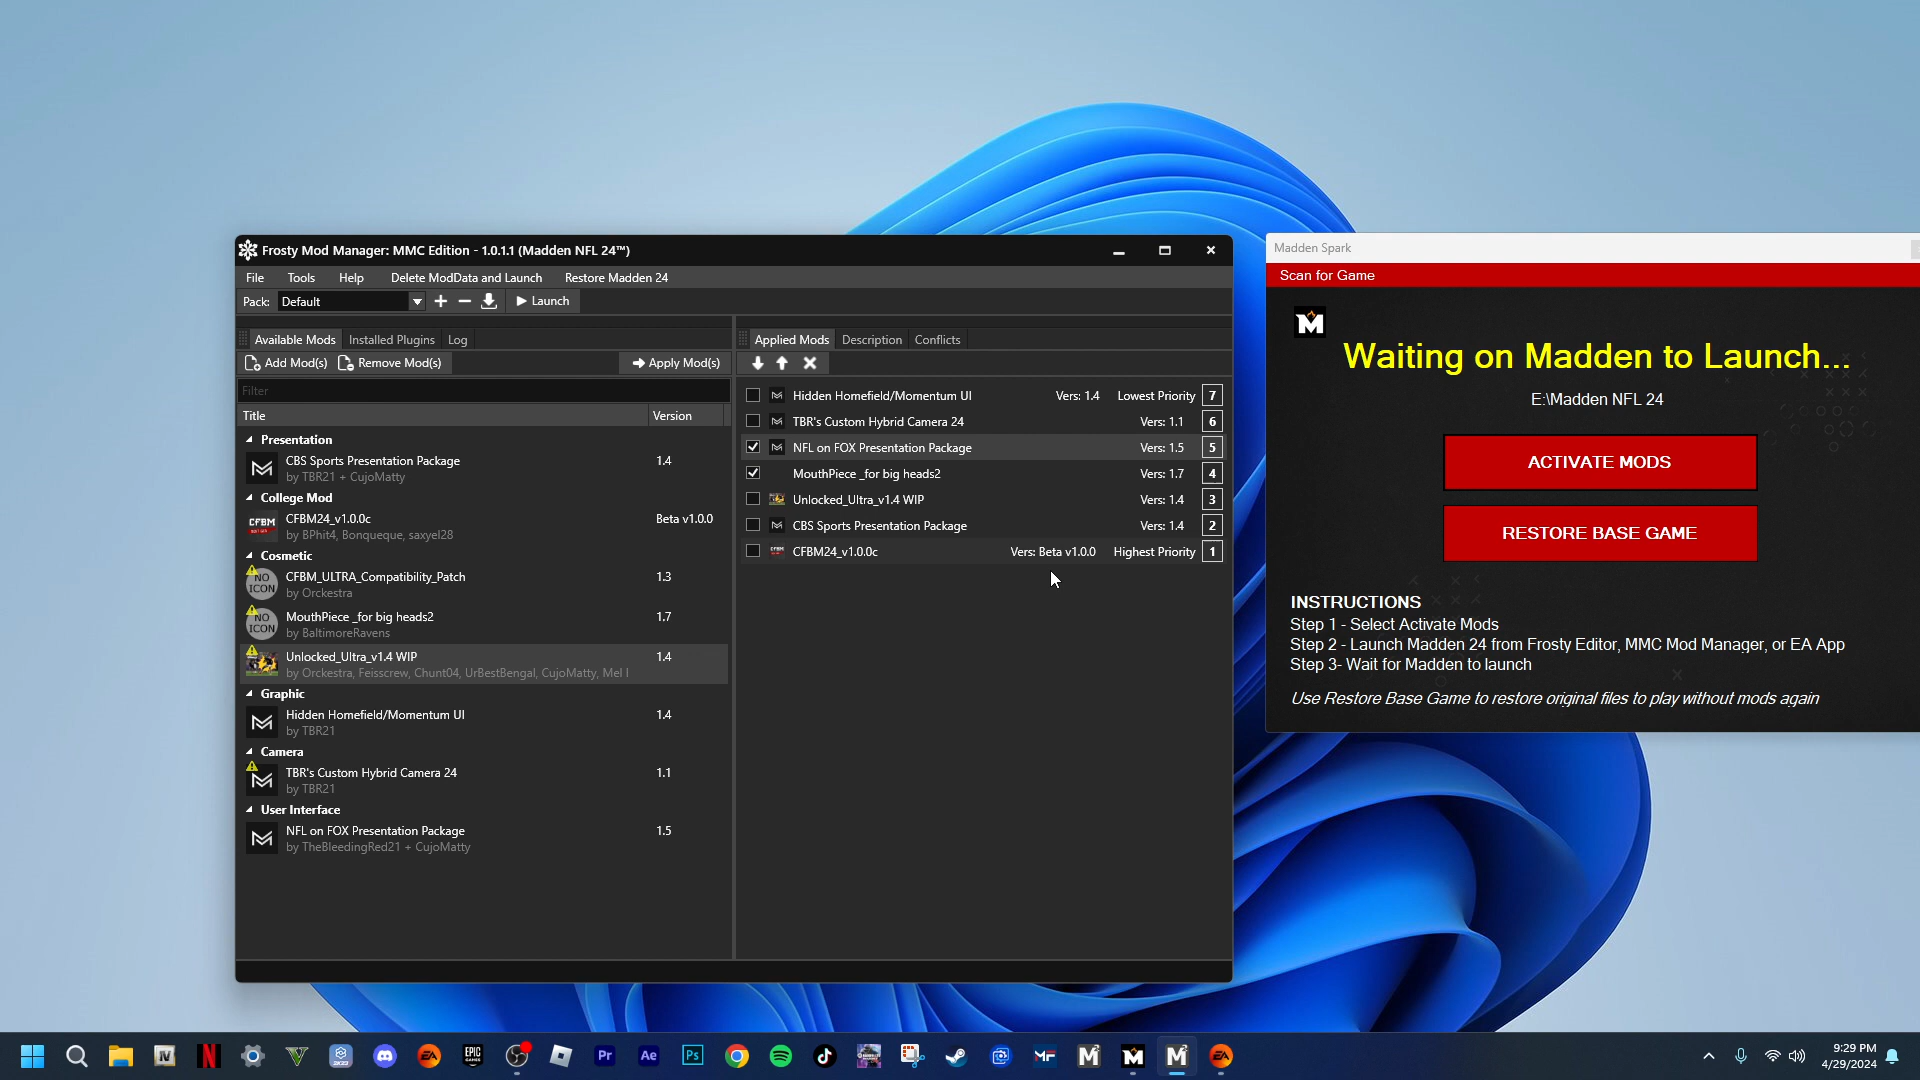 Frosty Mod Manager: MMC Edition - 1.0.1.1 (Madden NFL 24™)
File Tools Help Delete ModData and Launch Restore Madden 24
Pack: Default Launch
Available Mods Installed Plugins Log
Add Mod(s) Remove Mod(s) Apply Mod(s)
Filter
Title Version
Presentation
CBS Sports Presentation Package 1.4
by TBR21 + CujoMatty
College Mod
CFBM
CFBM24_v1.0.0c Beta v1.0.0
by BPhit4, Bonqueque, saxyel28
Cosmetic
NO ICON
CFBM_ULTRA_Compatibility_Patch 1.3
by Orckestra
NO ICON
MouthPiece _for big heads2 1.7
by BaltimoreRavens
Unlocked_Ultra_v1.4 WIP 1.4
by Orckestra, Feisscrew, Chunt04, UrBestBengal, CujoMatty, Mel I
Graphic
Hidden Homefield/Momentum UI 1.4
by TBR21
Camera
TBR's Custom Hybrid Camera 24 1.1
by TBR21
User Interface
NFL on FOX Presentation Package 1.5
by TheBleedingRed21 + CujoMatty
Applied Mods Description Conflicts
Hidden Homefield/Momentum UI Vers: 1.4 Lowest Priority 7
TBR's Custom Hybrid Camera 24 Vers: 1.1 6
NFL on FOX Presentation Package Vers: 1.5 5
MouthPiece _for big heads2 Vers: 1.7 4
Unlocked_Ultra_v1.4 WIP Vers: 1.4 3
CBS Sports Presentation Package Vers: 1.4 2
CFBM24_v1.0.0c Vers: Beta v1.0.0 Highest Priority 1
Madden Spark
Scan for Game
M
Waiting on Madden to Launch...
E:\Madden NFL 24
ACTIVATE MODS
RESTORE BASE GAME
INSTRUCTIONS
Step 1 - Select Activate Mods
Step 2 - Launch Madden 24 from Frosty Editor, MMC Mod Manager, or EA App
Step 3- Wait for Madden to launch
Use Restore Base Game to restore original files to play without mods again
EA EPIC GAMES Pr Ae Ps MF M M M EA
9:29 PM
4/29/2024